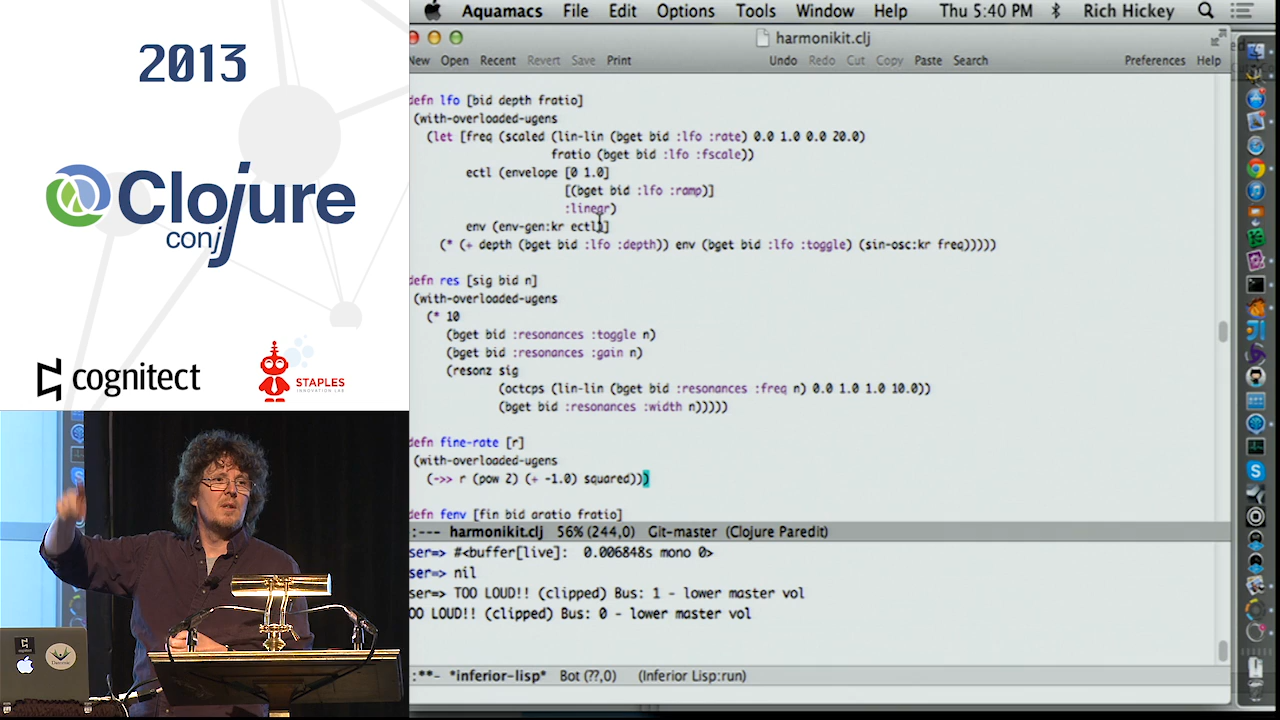 2013
Clojure
conj
cognitect
STAPLES
INNOVATION LAB
Aquamacs File Edit Options Tools Window Help Thu 5:40 PM Rich Hickey
harmonikit.clj
New Open Recent Revert Save Print Undo Redo Cut Copy Paste Search Preferences Help
defn lfo [bid depth fratio]
(with-overloaded-ugens
(let [freq (scaled (lin-lin (bget bid :lfo :rate) 0.0 1.0 0.0 20.0)
fratio (bget bid :lfo :fscale))
ectl (envelope [0 1.0]
[(bget bid :lfo :ramp)]
:linear)
env (env-gen:kr ectl)]
(* (+ depth (bget bid :lfo :depth)) env (bget bid :lfo :toggle) (sin-osc:kr freq)))))
defn res [sig bid n]
(with-overloaded-ugens
(* 10
(bget bid :resonances :toggle n)
(bget bid :resonances :gain n)
(resonz sig
(octcps (lin-lin (bget bid :resonances :freq n) 0.0 1.0 1.0 10.0))
(bget bid :resonances :width n)))))
defn fine-rate [r]
(with-overloaded-ugens
(->> r (pow 2) (+ -1.0) squared)))
defn fenv [fin bid aratio fratio]
:--- harmonikit.clj 56% (244,0) Git-master (Clojure Paredit)
ser=> #<buffer[live]: 0.006848s mono 0>
ser=> nil
ser=> TOO LOUD!! (clipped) Bus: 1 - lower master vol
OO LOUD!! (clipped) Bus: 0 - lower master vol
:**- *inferior-lisp* Bot (??,0) (Inferior Lisp:run)